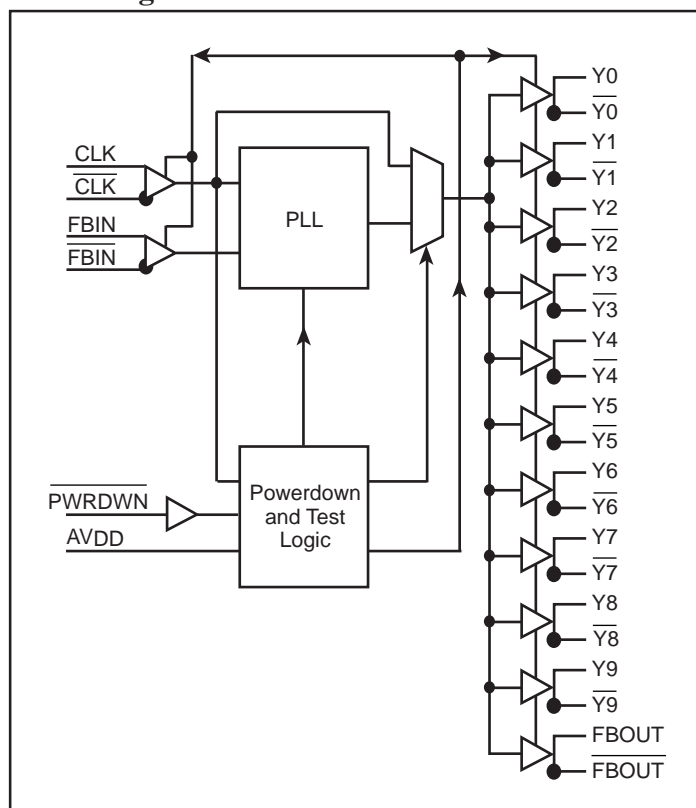 CLK
CLK
FBIN
FBIN
PLL
PWRDWN
AVDD
Powerdown
and Test
Logic
Y0
Y0
Y1
Y1
Y2
Y2
Y3
Y3
Y4
Y4
Y5
Y5
Y6
Y6
Y7
Y7
Y8
Y8
Y9
Y9
FBOUT
FBOUT